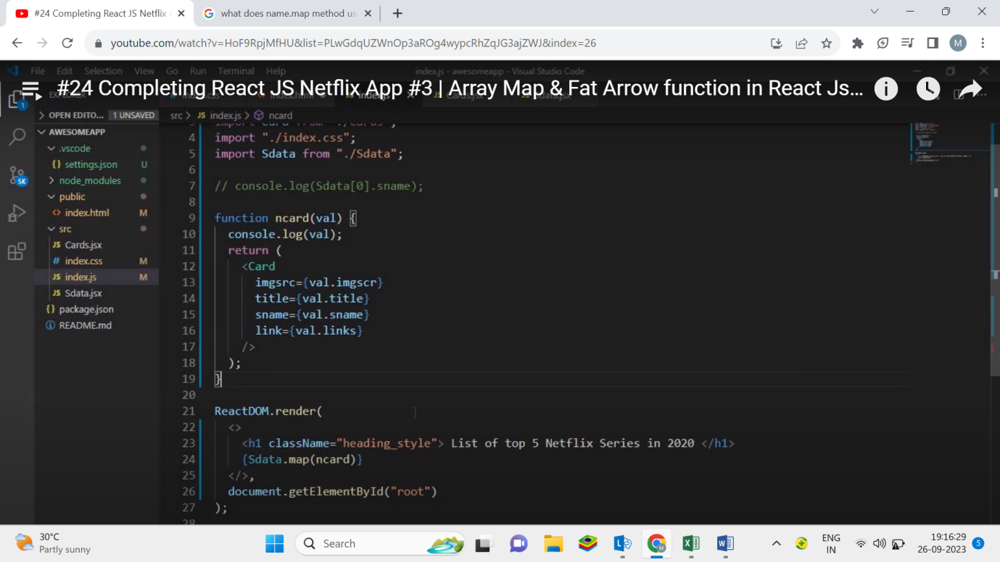 #24 Completing React JS Netflix A
what does name.map method us
youtube.com/watch?v=HoF9RpjMfHU&list=PLwGdqUZWnOp3aROg4wypcRhZqJG3ajZWJ&index=26
M
File Edit Selection View Go Run Terminal Help
index.js - awesomeapp - Visual Studio Code
#24 Completing React JS Netflix App #3 | Array Map & Fat Arrow function in React Js...
1
OPEN EDITO... 1 UNSAVED
src > JS index.js > ncard
AWESOMEAPP
.vscode
{} settings.json U
node_modules
public
<> index.html M
src
JS Cards.jsx
# index.css M
JS index.js M
JS Sdata.jsx
{} package.json
README.md
5K
4 import "./index.css";
5 import Sdata from "./Sdata";
6
7 // console.log(Sdata[0].sname);
8
9 function ncard(val) {
10 console.log(val);
11 return (
12 <Card
13 imgsrc={val.imgscr}
14 title={val.title}
15 sname={val.sname}
16 link={val.links}
17 />
18 );
19 }
20
21 ReactDOM.render(
22 <>
23 <h1 className="heading_style"> List of top 5 Netflix Series in 2020 </h1>
24 {Sdata.map(ncard)}
25 </>,
26 document.getElementById("root")
27 );
28
30°C
Partly sunny
Search
ENG
IN
19:16:29
26-09-2023
5